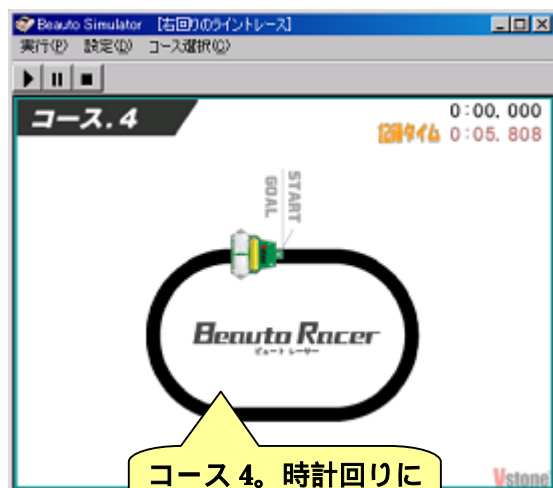 Beauto Simulator [右回りのライントレース]
実行(P) 設定(D) コース選択(C)
コース.4
0:00. 000
記録タイム 0:05. 808
START
GOAL
Beauto Racer
ビュート レーサー
コース 4。時計回りに
Vstone